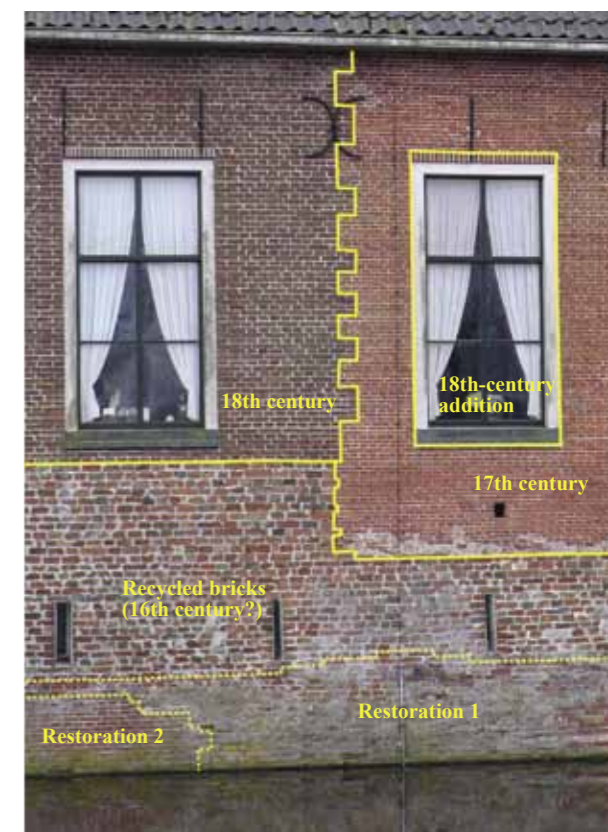 18th century
18th-century
addition
17th century
Recycled bricks
(16th century?)
Restoration 1
Restoration 2